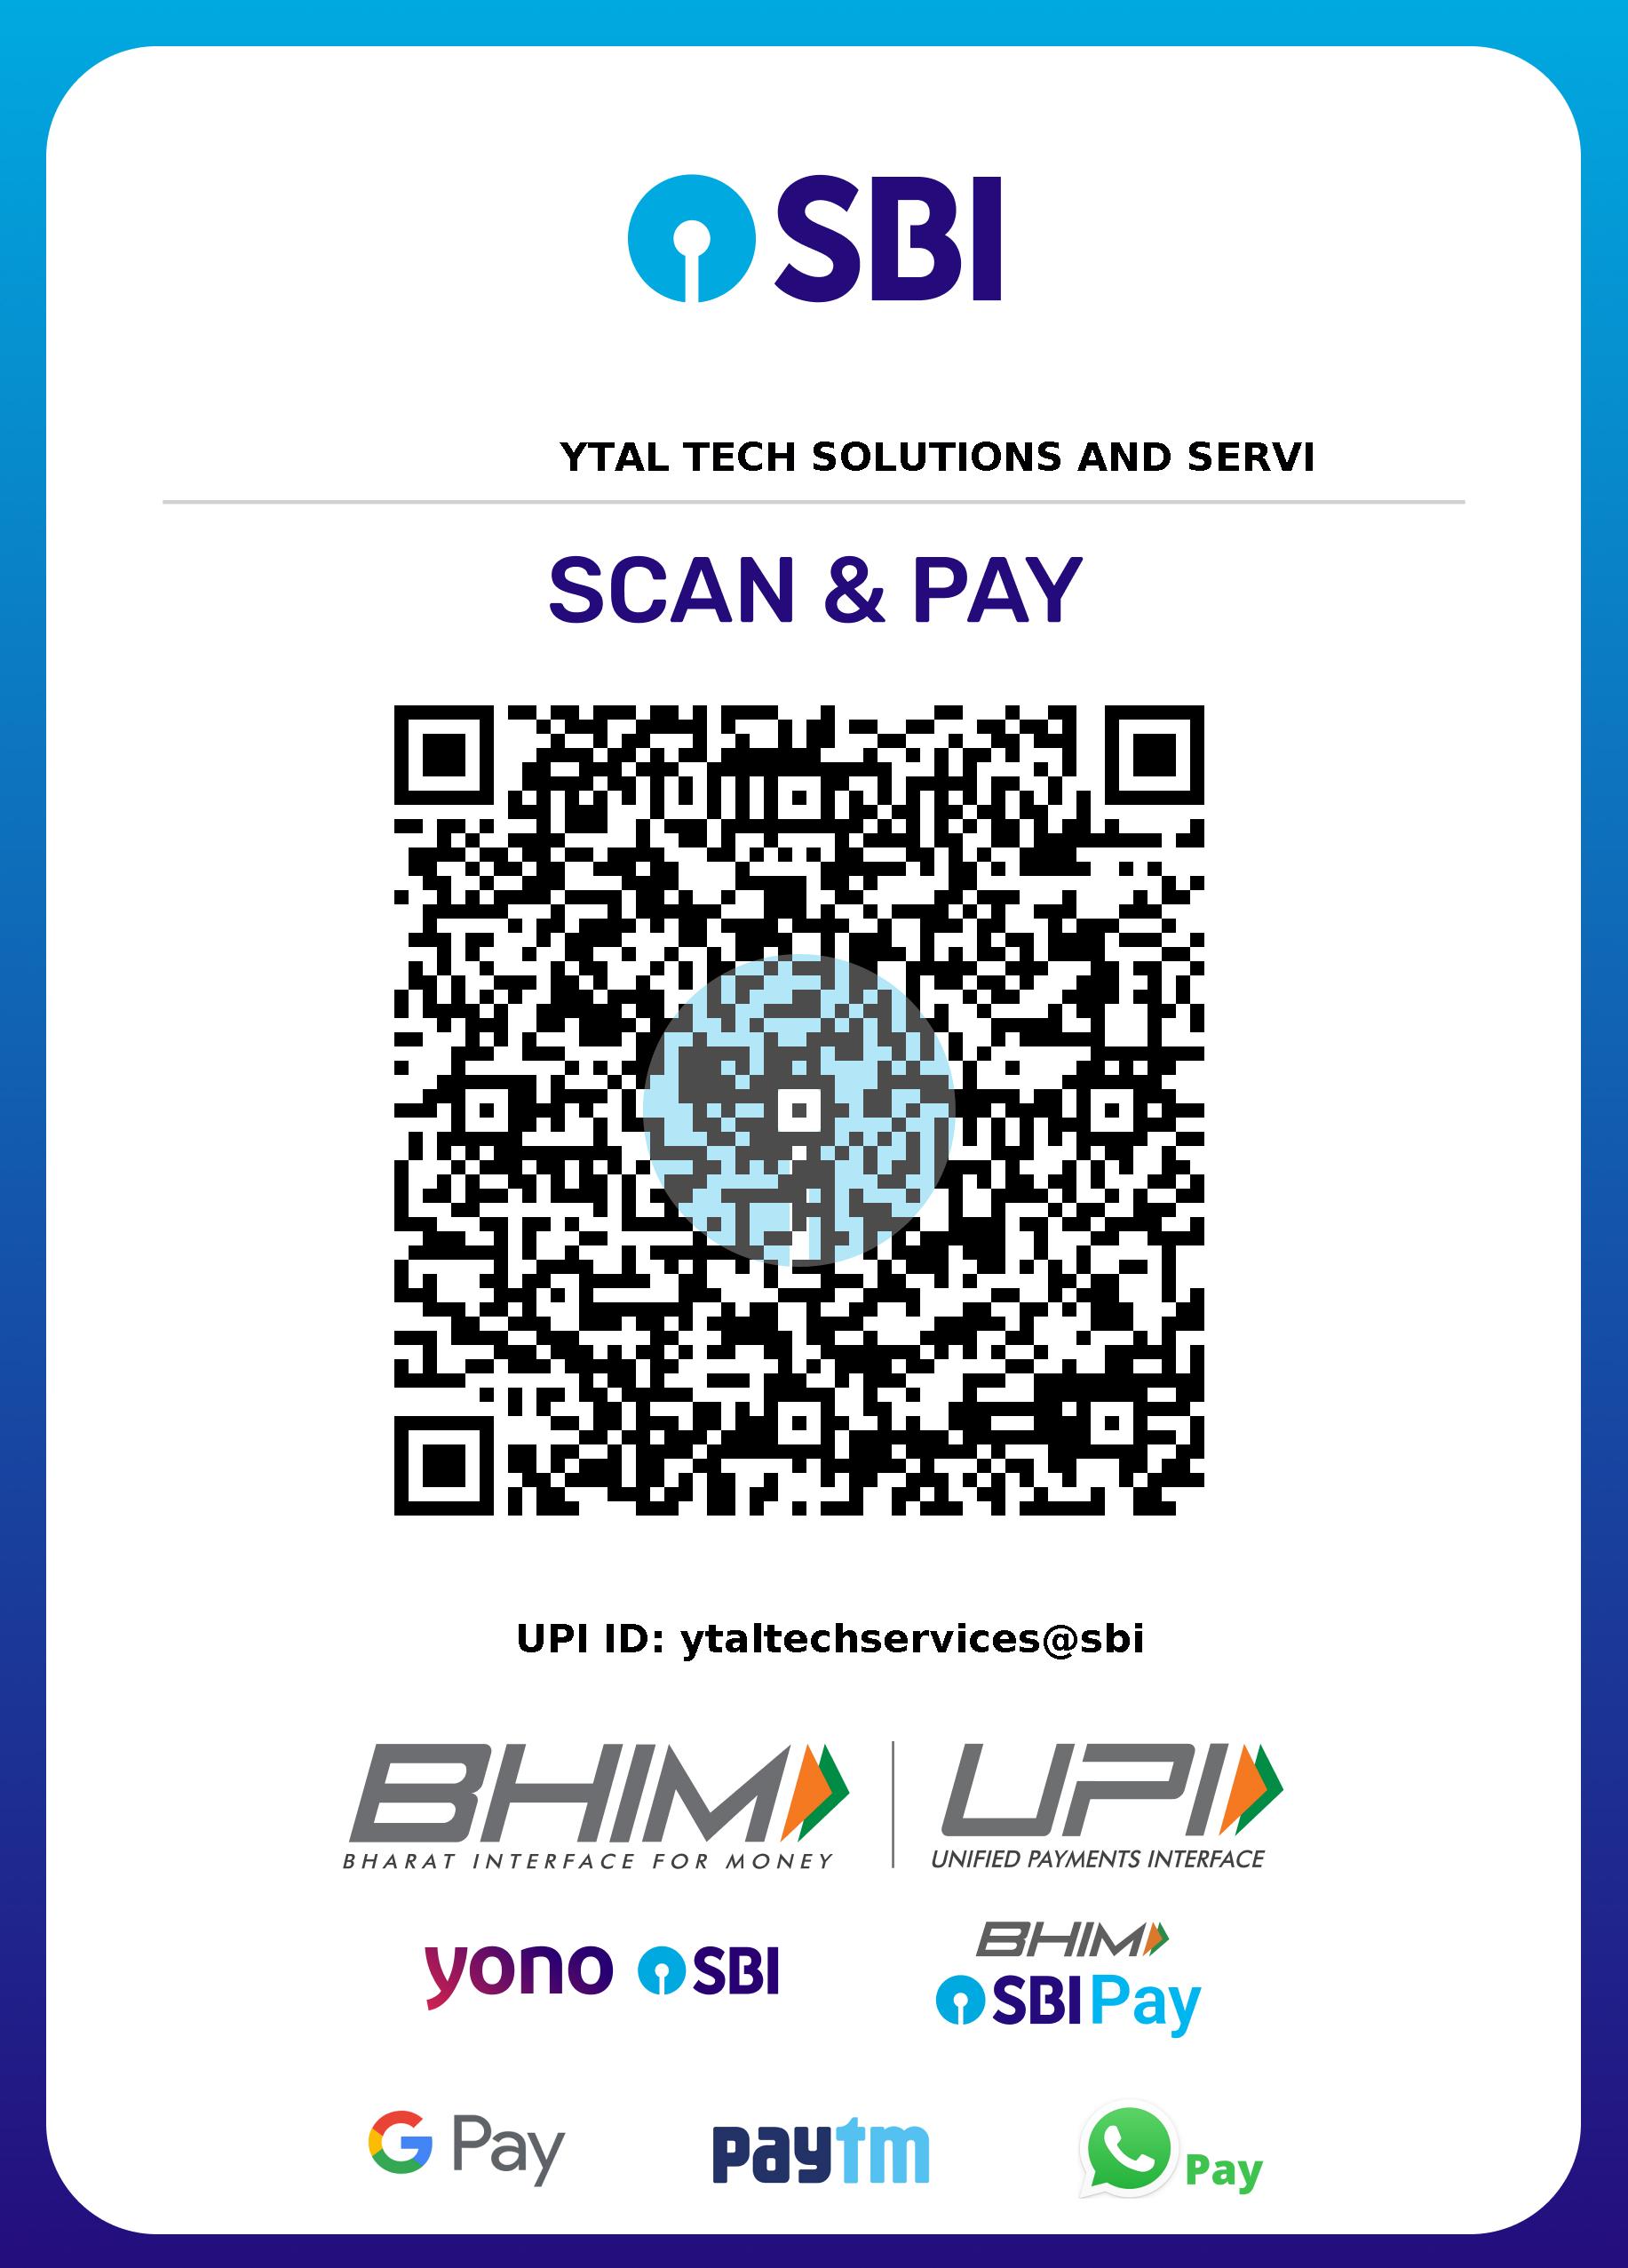 SBI
YTAL TECH SOLUTIONS AND SERVI
SCAN & PAY
UPI ID: ytaltechservices@sbi
BHIM UPI
BHARAT INTERFACE FOR MONEY UNIFIED PAYMENTS INTERFACE
BHIM
yono SBI SBI Pay
G Pay paytm Pay